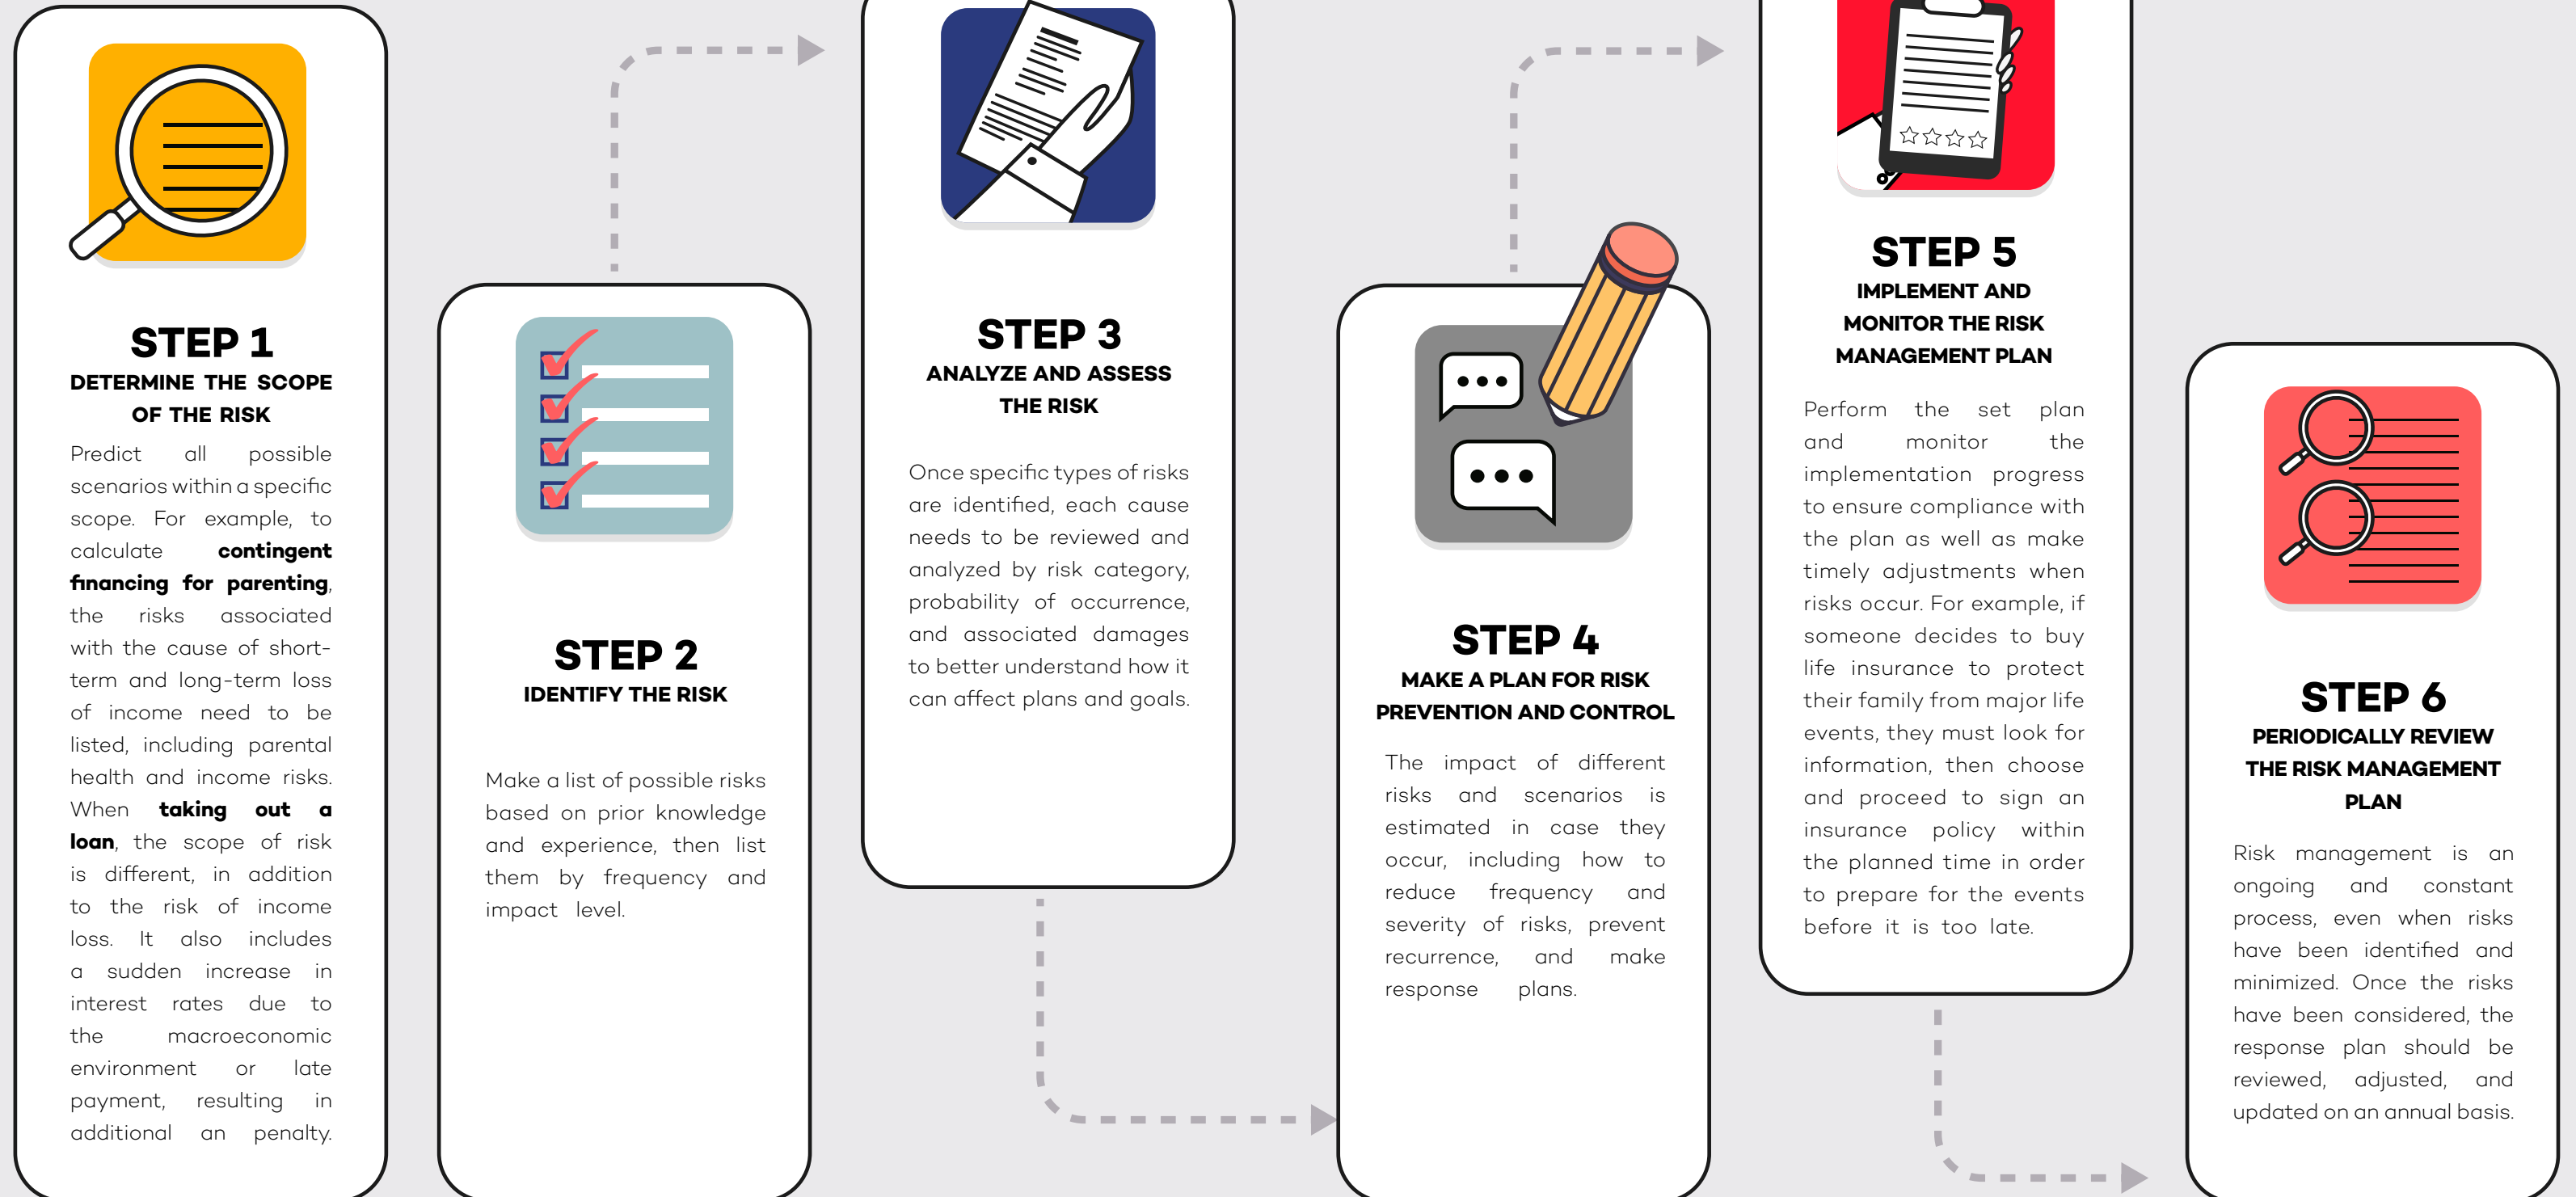 STEP 1
DETERMINE THE SCOPE
OF THE RISK
Predict all possible
scenarios within a specific
scope. For example, to
calculate contingent
financing for parenting,
the risks associated
with the cause of short-
term and long-term loss
of income need to be
listed, including parental
health and income risks.
When taking out a
loan, the scope of risk
is different, in addition
to the risk of income
loss. It also includes
a sudden increase in
interest rates due to
the macroeconomic
environment or late
payment, resulting in
additional an penalty.
STEP 2
IDENTIFY THE RISK
Make a list of possible risks
based on prior knowledge
and experience, then list
them by frequency and
impact level.
STEP 3
ANALYZE AND ASSESS
THE RISK
Once specific types of risks
are identified, each cause
needs to be reviewed and
analyzed by risk category,
probability of occurrence,
and associated damages
to better understand how it
can affect plans and goals.
STEP 4
MAKE A PLAN FOR RISK
PREVENTION AND CONTROL
The impact of different
risks and scenarios is
estimated in case they
occur, including how to
reduce frequency and
severity of risks, prevent
recurrence, and make
response plans.
STEP 5
IMPLEMENT AND
MONITOR THE RISK
MANAGEMENT PLAN
Perform the set plan
and monitor the
implementation progress
to ensure compliance with
the plan as well as make
timely adjustments when
risks occur. For example, if
someone decides to buy
life insurance to protect
their family from major life
events, they must look for
information, then choose
and proceed to sign an
insurance policy within
the planned time in order
to prepare for the events
before it is too late.
STEP 6
PERIODICALLY REVIEW
THE RISK MANAGEMENT
PLAN
Risk management is an
ongoing and constant
process, even when risks
have been identified and
minimized. Once the risks
have been considered, the
response plan should be
reviewed, adjusted, and
updated on an annual basis.